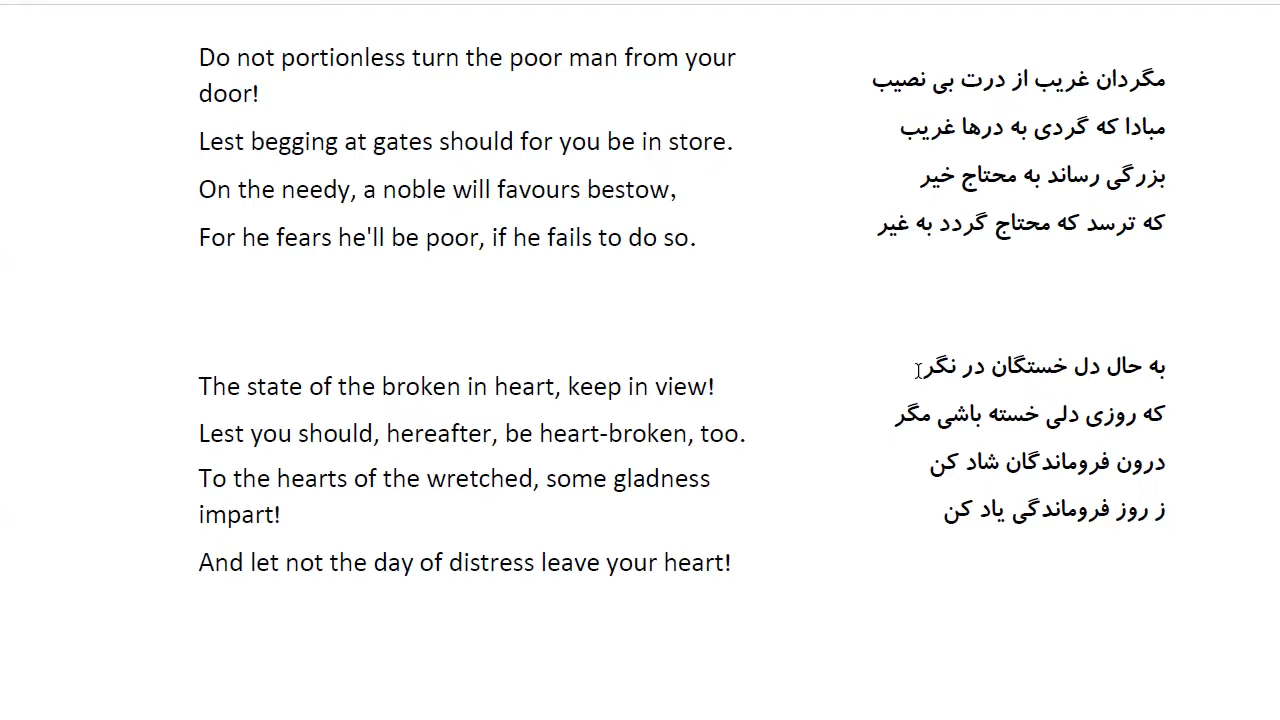 Do not portionless turn the poor man from your
door!
Lest begging at gates should for you be in store.
On the needy, a noble will favours bestow,
For he fears he'll be poor, if he fails to do so.
مگردان غریب از درت بی نصیب
مبادا که گردی به درها غریب
بزرگی رساند به محتاج خیر
که ترسد که محتاج گردد به غیر
The state of the broken in heart, keep in view!
Lest you should, hereafter, be heart-broken, too.
To the hearts of the wretched, some gladness
impart!
And let not the day of distress leave your heart!
به حال دل خستگان در نگر
که روزی دلی خسته باشی مگر
درون فروماندگان شاد کن
ز روز فروماندگی یاد کن